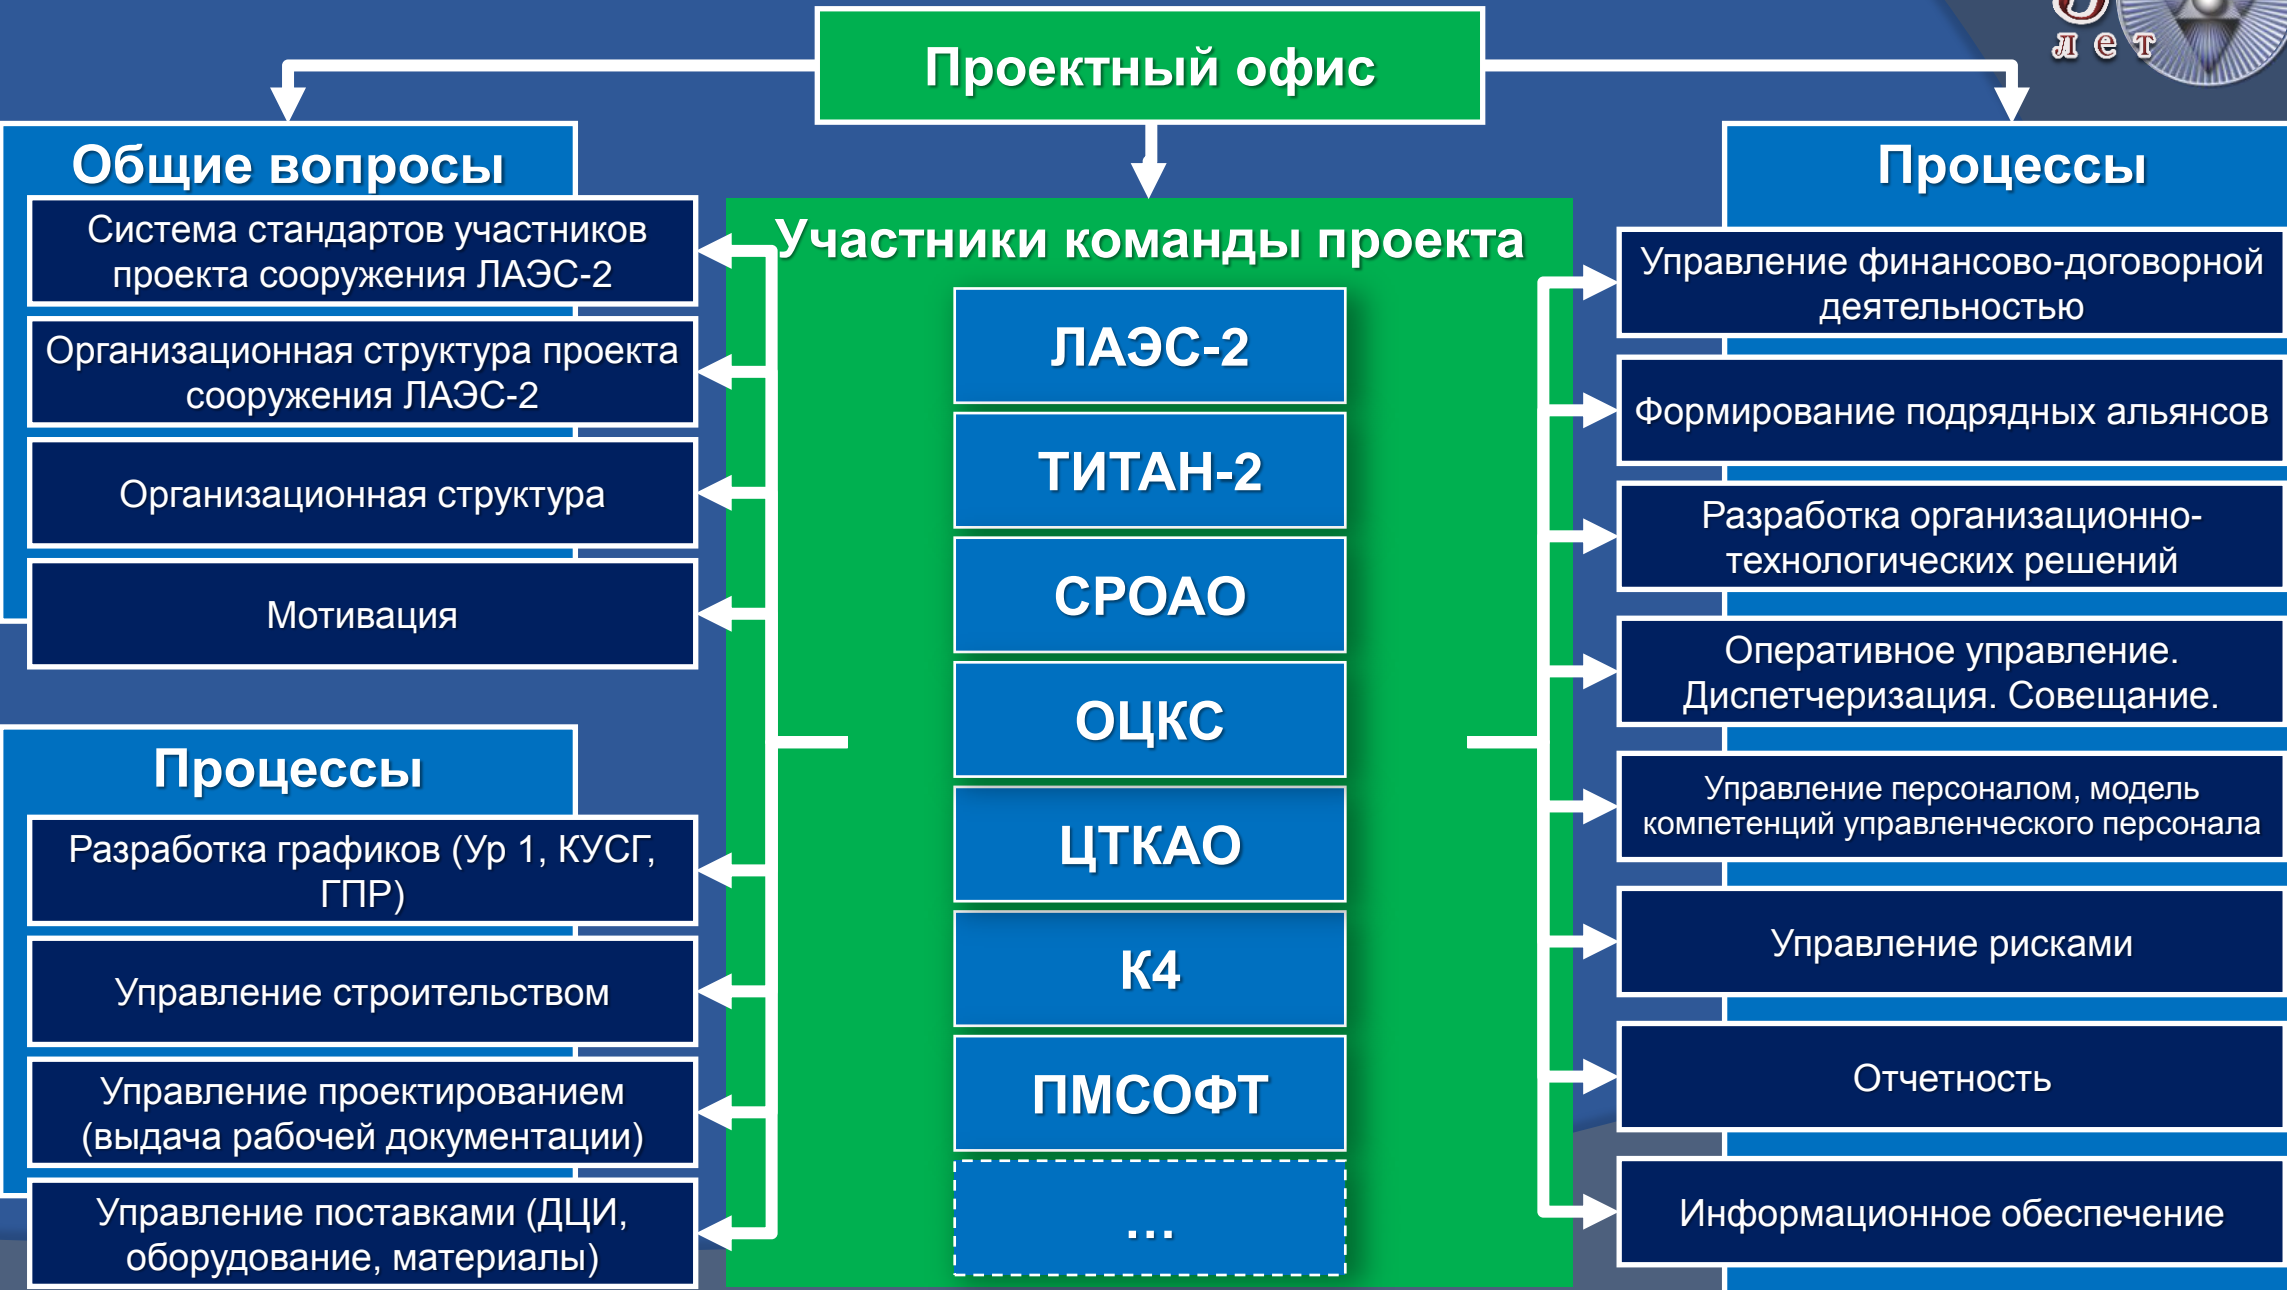 лет
Проектный офис
Общие вопросы
Система стандартов участников
проекта сооружения ЛАЭС-2
Организационная структура проекта
сооружения ЛАЭС-2
Организационная структура
Мотивация
Процессы
Разработка графиков (Ур 1, КУСГ,
ГПР)
Управление строительством
Управление проектированием
(выдача рабочей документации)
Управление поставками (ДЦИ,
оборудование, материалы)
Участники команды проекта
ЛАЭС-2
ТИТАН-2
СРОАО
ОЦКС
ЦТКАО
К4
ПМСОФТ
...
Процессы
Управление финансово-договорной
деятельностью
Формирование подрядных альянсов
Разработка организационно-
технологических решений
Оперативное управление.
Диспетчеризация. Совещание.
Управление персоналом, модель
компетенций управленческого персонала
Управление рисками
Отчетность
Информационное обеспечение